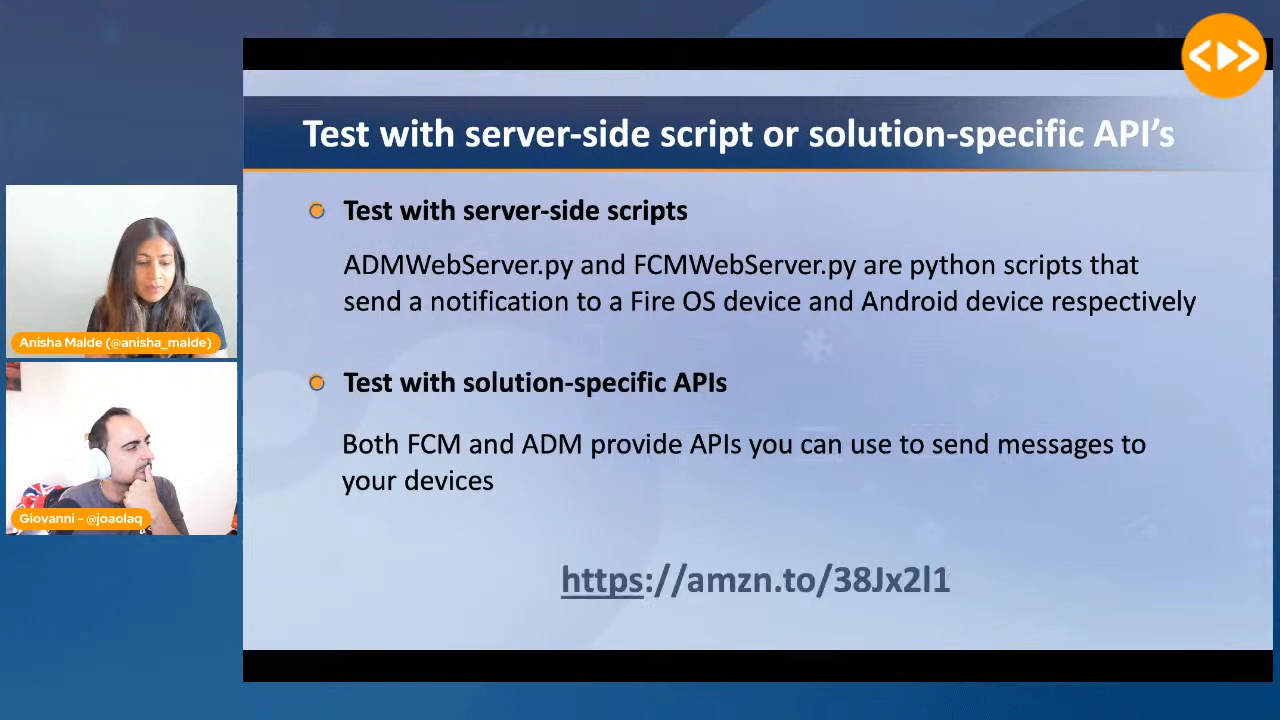 Test with server-side script or solution-specific API’s
Test with server-side scripts
ADMWebServer.py and FCMWebServer.py are python scripts that
send a notification to a Fire OS device and Android device respectively
Test with solution-specific APIs
Both FCM and ADM provide APIs you can use to send messages to
your devices
https://amzn.to/38Jx2l1
Anisha Malde (@anisha_malde)
Giovanni - @joaolaq